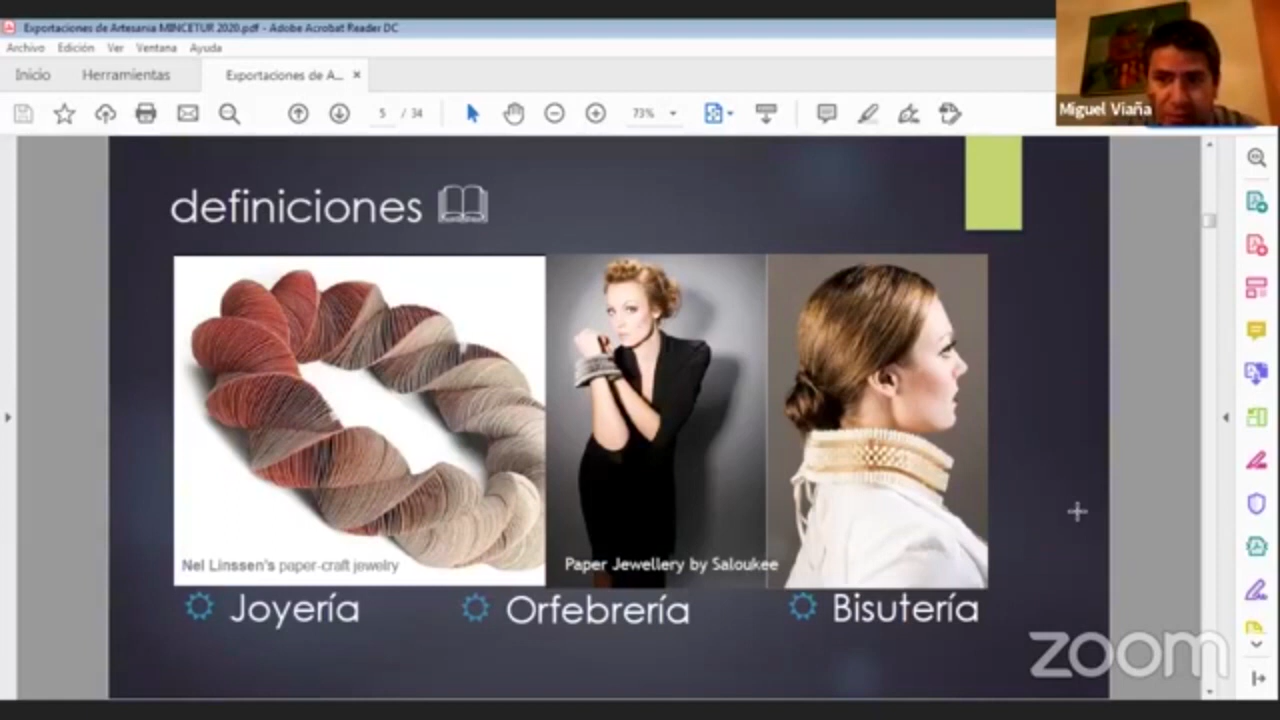 Exportaciones de Artesania MINCETUR 2020.pdf - Adobe Acrobat Reader DC
Archivo Edición Ver Ventana Ayuda
Inicio Herramientas Exportaciones de A... ×
5 / 34 73%
Miguel Viaña
definiciones
Nel Linssen's paper-craft jewelry
Paper Jewellery by Saloukee
Joyería Orfebrería Bisutería
zoom